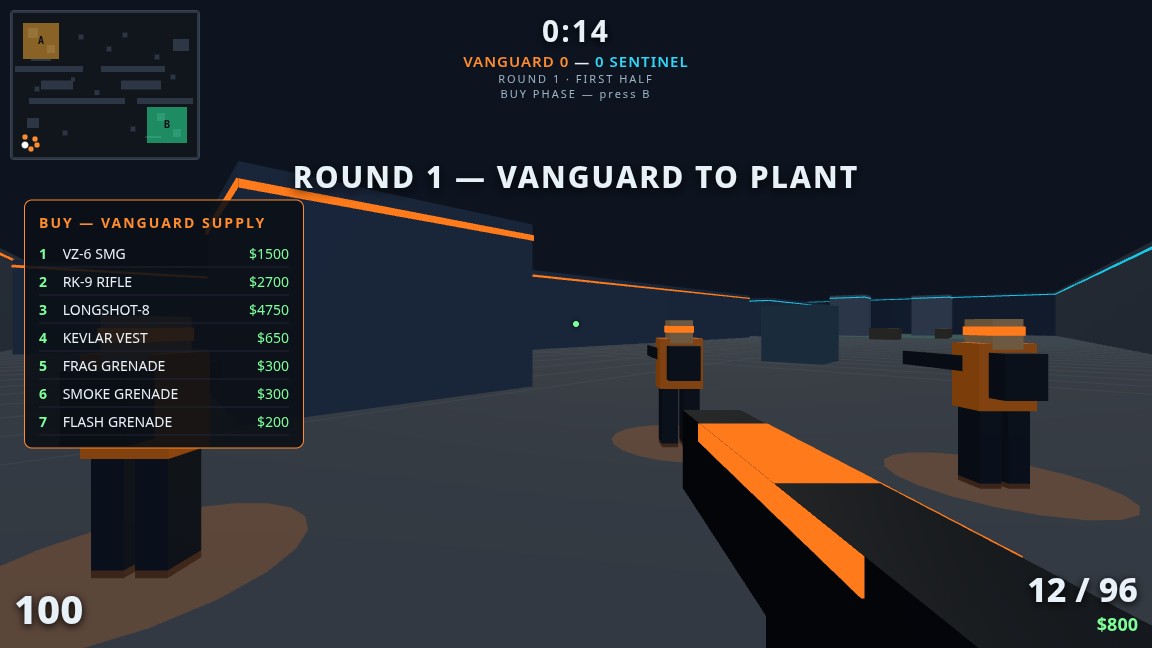 A
B
0:14
VANGUARD 0 — 0 SENTINEL
ROUND 1 · FIRST HALF
BUY PHASE — press B
ROUND 1 — VANGUARD TO PLANT
BUY — VANGUARD SUPPLY
1 VZ-6 SMG $1500
2 RK-9 RIFLE $2700
3 LONGSHOT-8 $4750
4 KEVLAR VEST $650
5 FRAG GRENADE $300
6 SMOKE GRENADE $300
7 FLASH GRENADE $200
100
12 / 96
$800